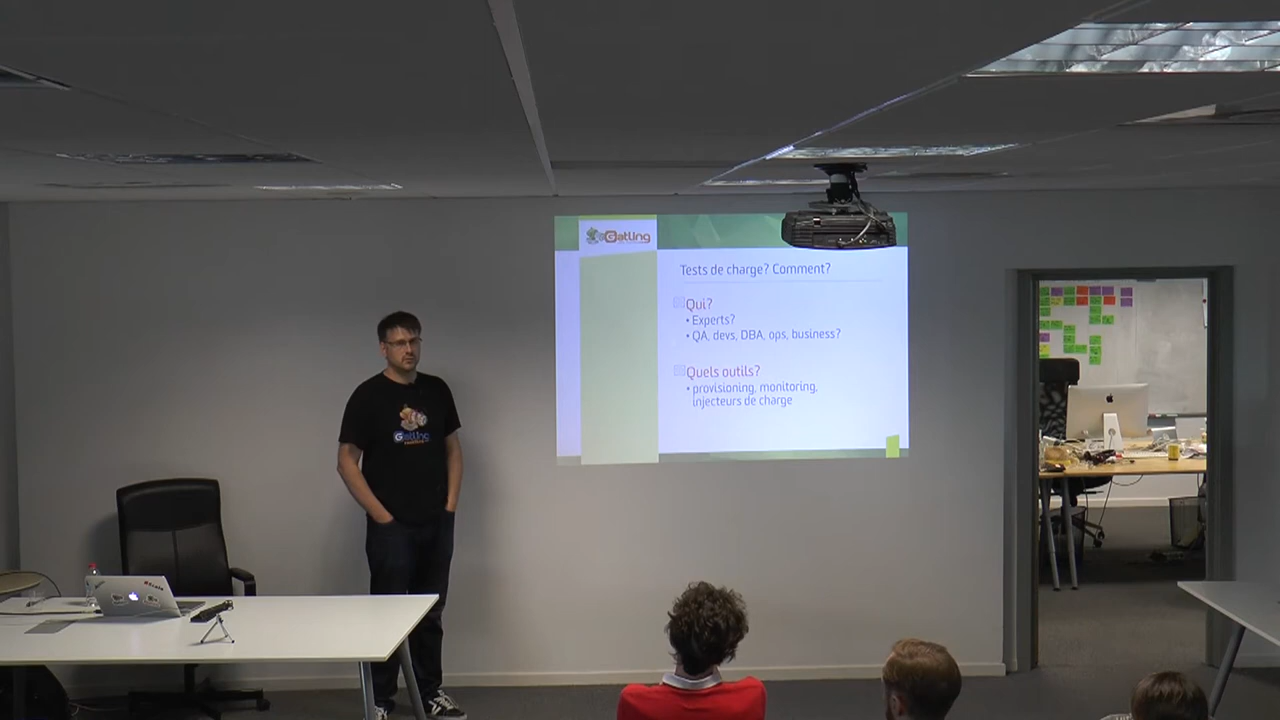 Gatling
Tests de charge? Comment?
Qui?
• Experts?
• QA, devs, DBA, ops, business?
Quels outils?
• provisioning, monitoring,
injecteurs de charge
Gatling